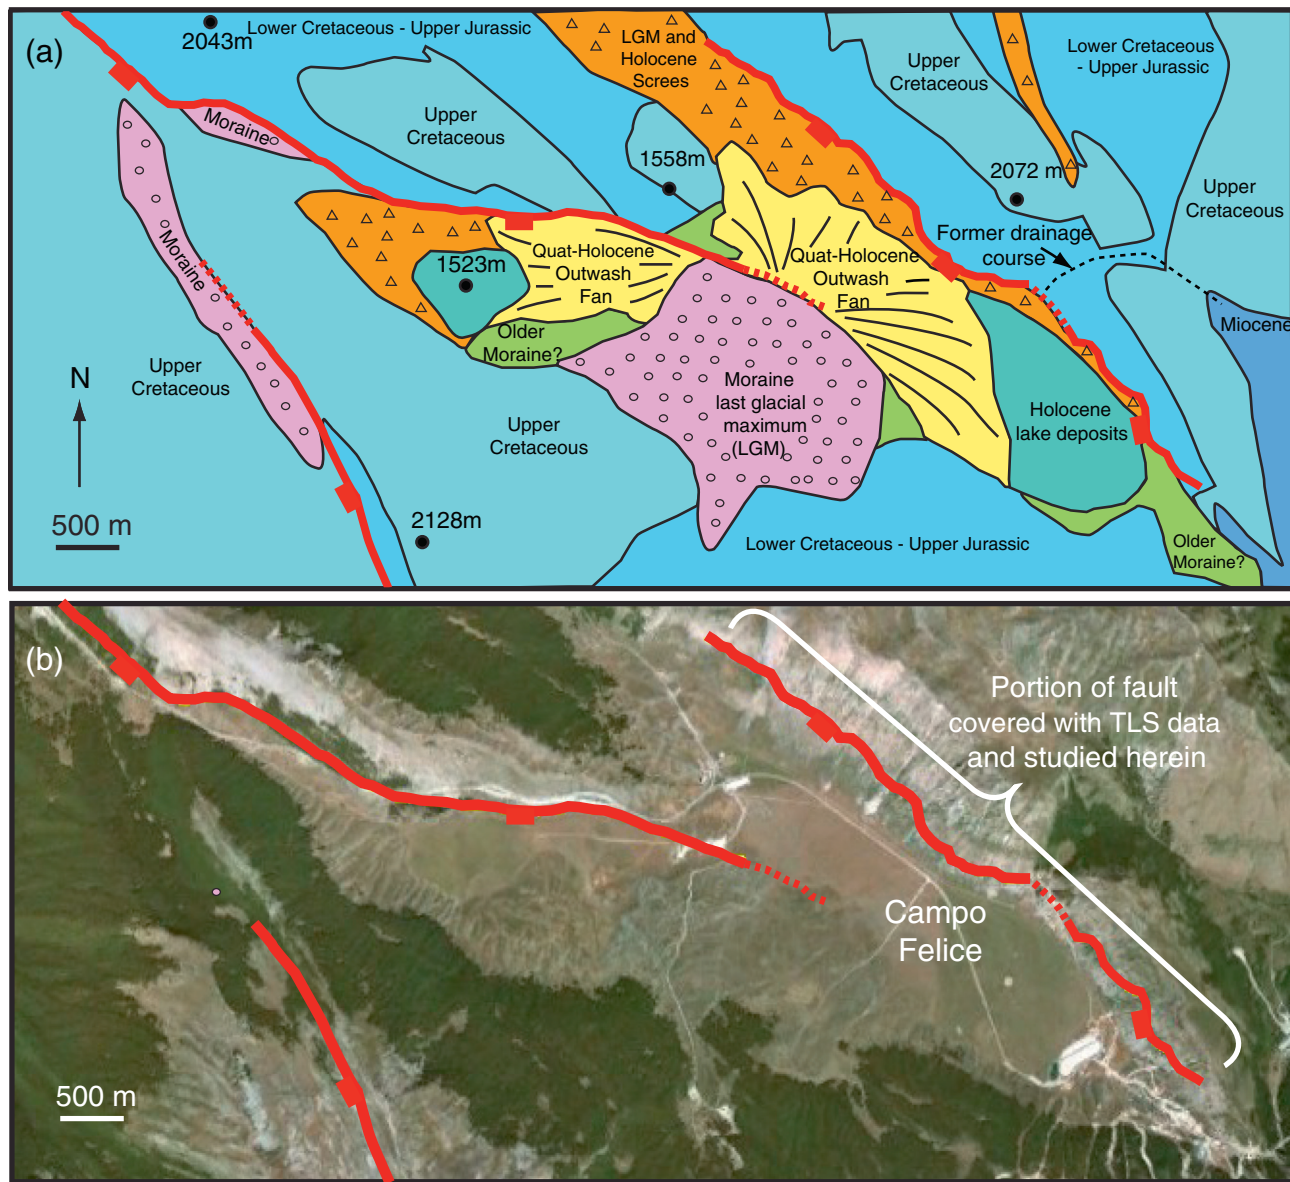 (a)
2043m
Lower Cretaceous - Upper Jurassic
LGM and
Holocene
Screes
Upper
Cretaceous
Lower Cretaceous
- Upper Jurassic
Moraine
Upper
Cretaceous
1558m
2072 m
Upper
Cretaceous
Moraine
Former drainage
course
1523m
Quat-Holocene
Outwash
Fan
Quat-Holocene
Outwash
Fan
Miocene
Older
Moraine?
Upper
Cretaceous
N
Moraine
last glacial
maximum
(LGM)
Holocene
lake deposits
Upper
Cretaceous
500 m
2128m
Lower Cretaceous - Upper Jurassic
Older
Moraine?
(b)
Portion of fault
covered with TLS data
and studied herein
Campo
Felice
500 m